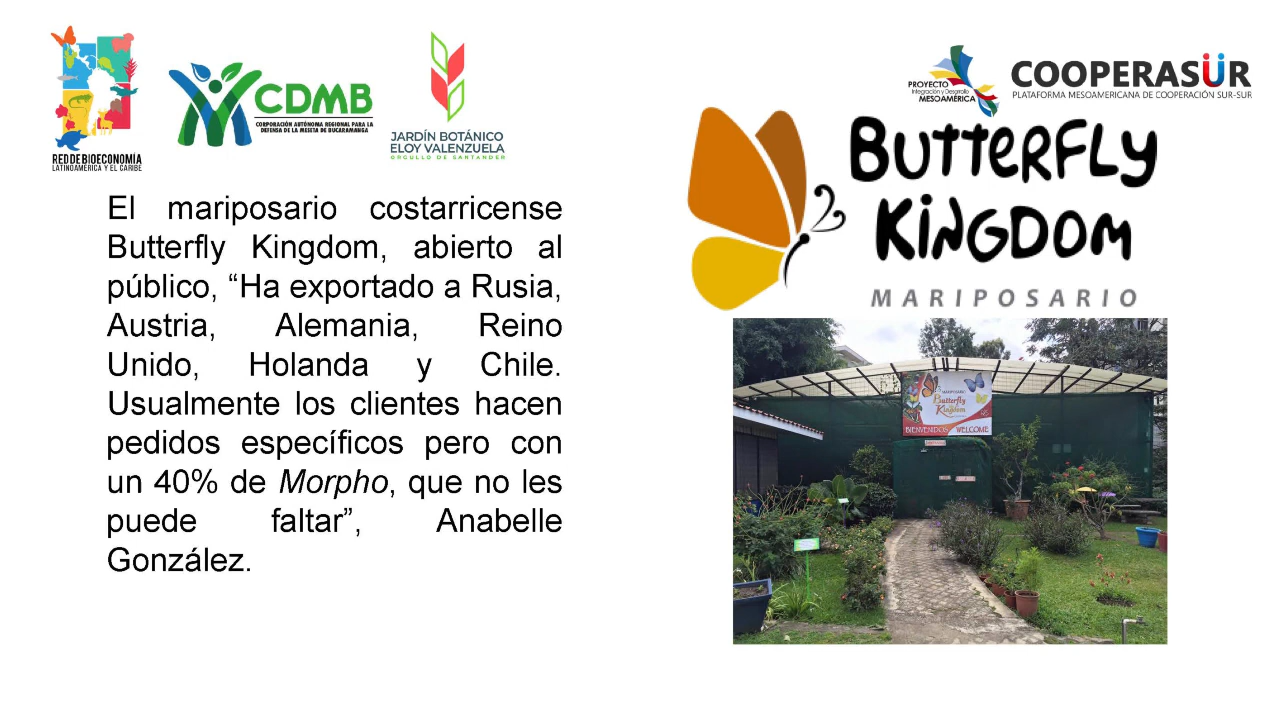 RED DE BIOECONOMÍA
LATINOAMÉRICA Y EL CARIBE
CDMB
CORPORACIÓN AUTÓNOMA REGIONAL PARA LA
DEFENSA DE LA MESETA DE BUCARAMANGA
JARDÍN BOTÁNICO
ELOY VALENZUELA
ORGULLO DE SANTANDER
PROYECTO
Integración y Desarrollo
MESOAMÉRICA
COOPERASÜR
PLATAFORMA MESOAMERICANA DE COOPERACIÓN SUR-SUR
El mariposario costarricense
Butterfly Kingdom, abierto al
público, “Ha exportado a Rusia,
Austria, Alemania, Reino
Unido, Holanda y Chile.
Usualmente los clientes hacen
pedidos específicos pero con
un 40% de Morpho, que no les
puede faltar”, Anabelle
González.
BUTTERFLY
KINGDOM
MARIPOSARIO
Butterfly
Kingdom
BIENVENIDOS WELCOME